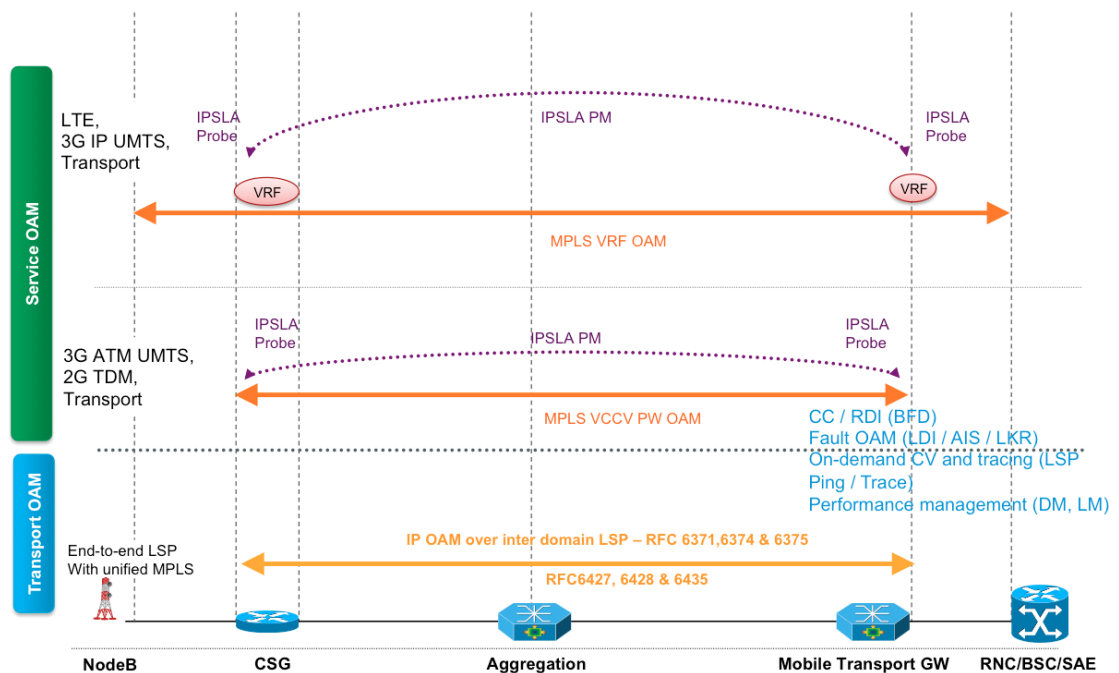 Service OAM
LTE,
3G IP UMTS,
Transport
IPSLA
Probe
IPSLA PM
IPSLA
Probe
VRF
VRF
MPLS VRF OAM
3G ATM UMTS,
2G TDM,
Transport
IPSLA
Probe
IPSLA PM
IPSLA
Probe
MPLS VCCV PW OAM
CC / RDI (BFD)
Fault OAM (LDI / AIS / LKR)
On-demand CV and tracing (LSP
Ping / Trace)
Performance management (DM, LM)
Transport OAM
End-to-end LSP
With unified MPLS
IP OAM over inter domain LSP – RFC 6371,6374 & 6375
RFC6427, 6428 & 6435
NodeB
CSG
Aggregation
Mobile Transport GW
RNC/BSC/SAE